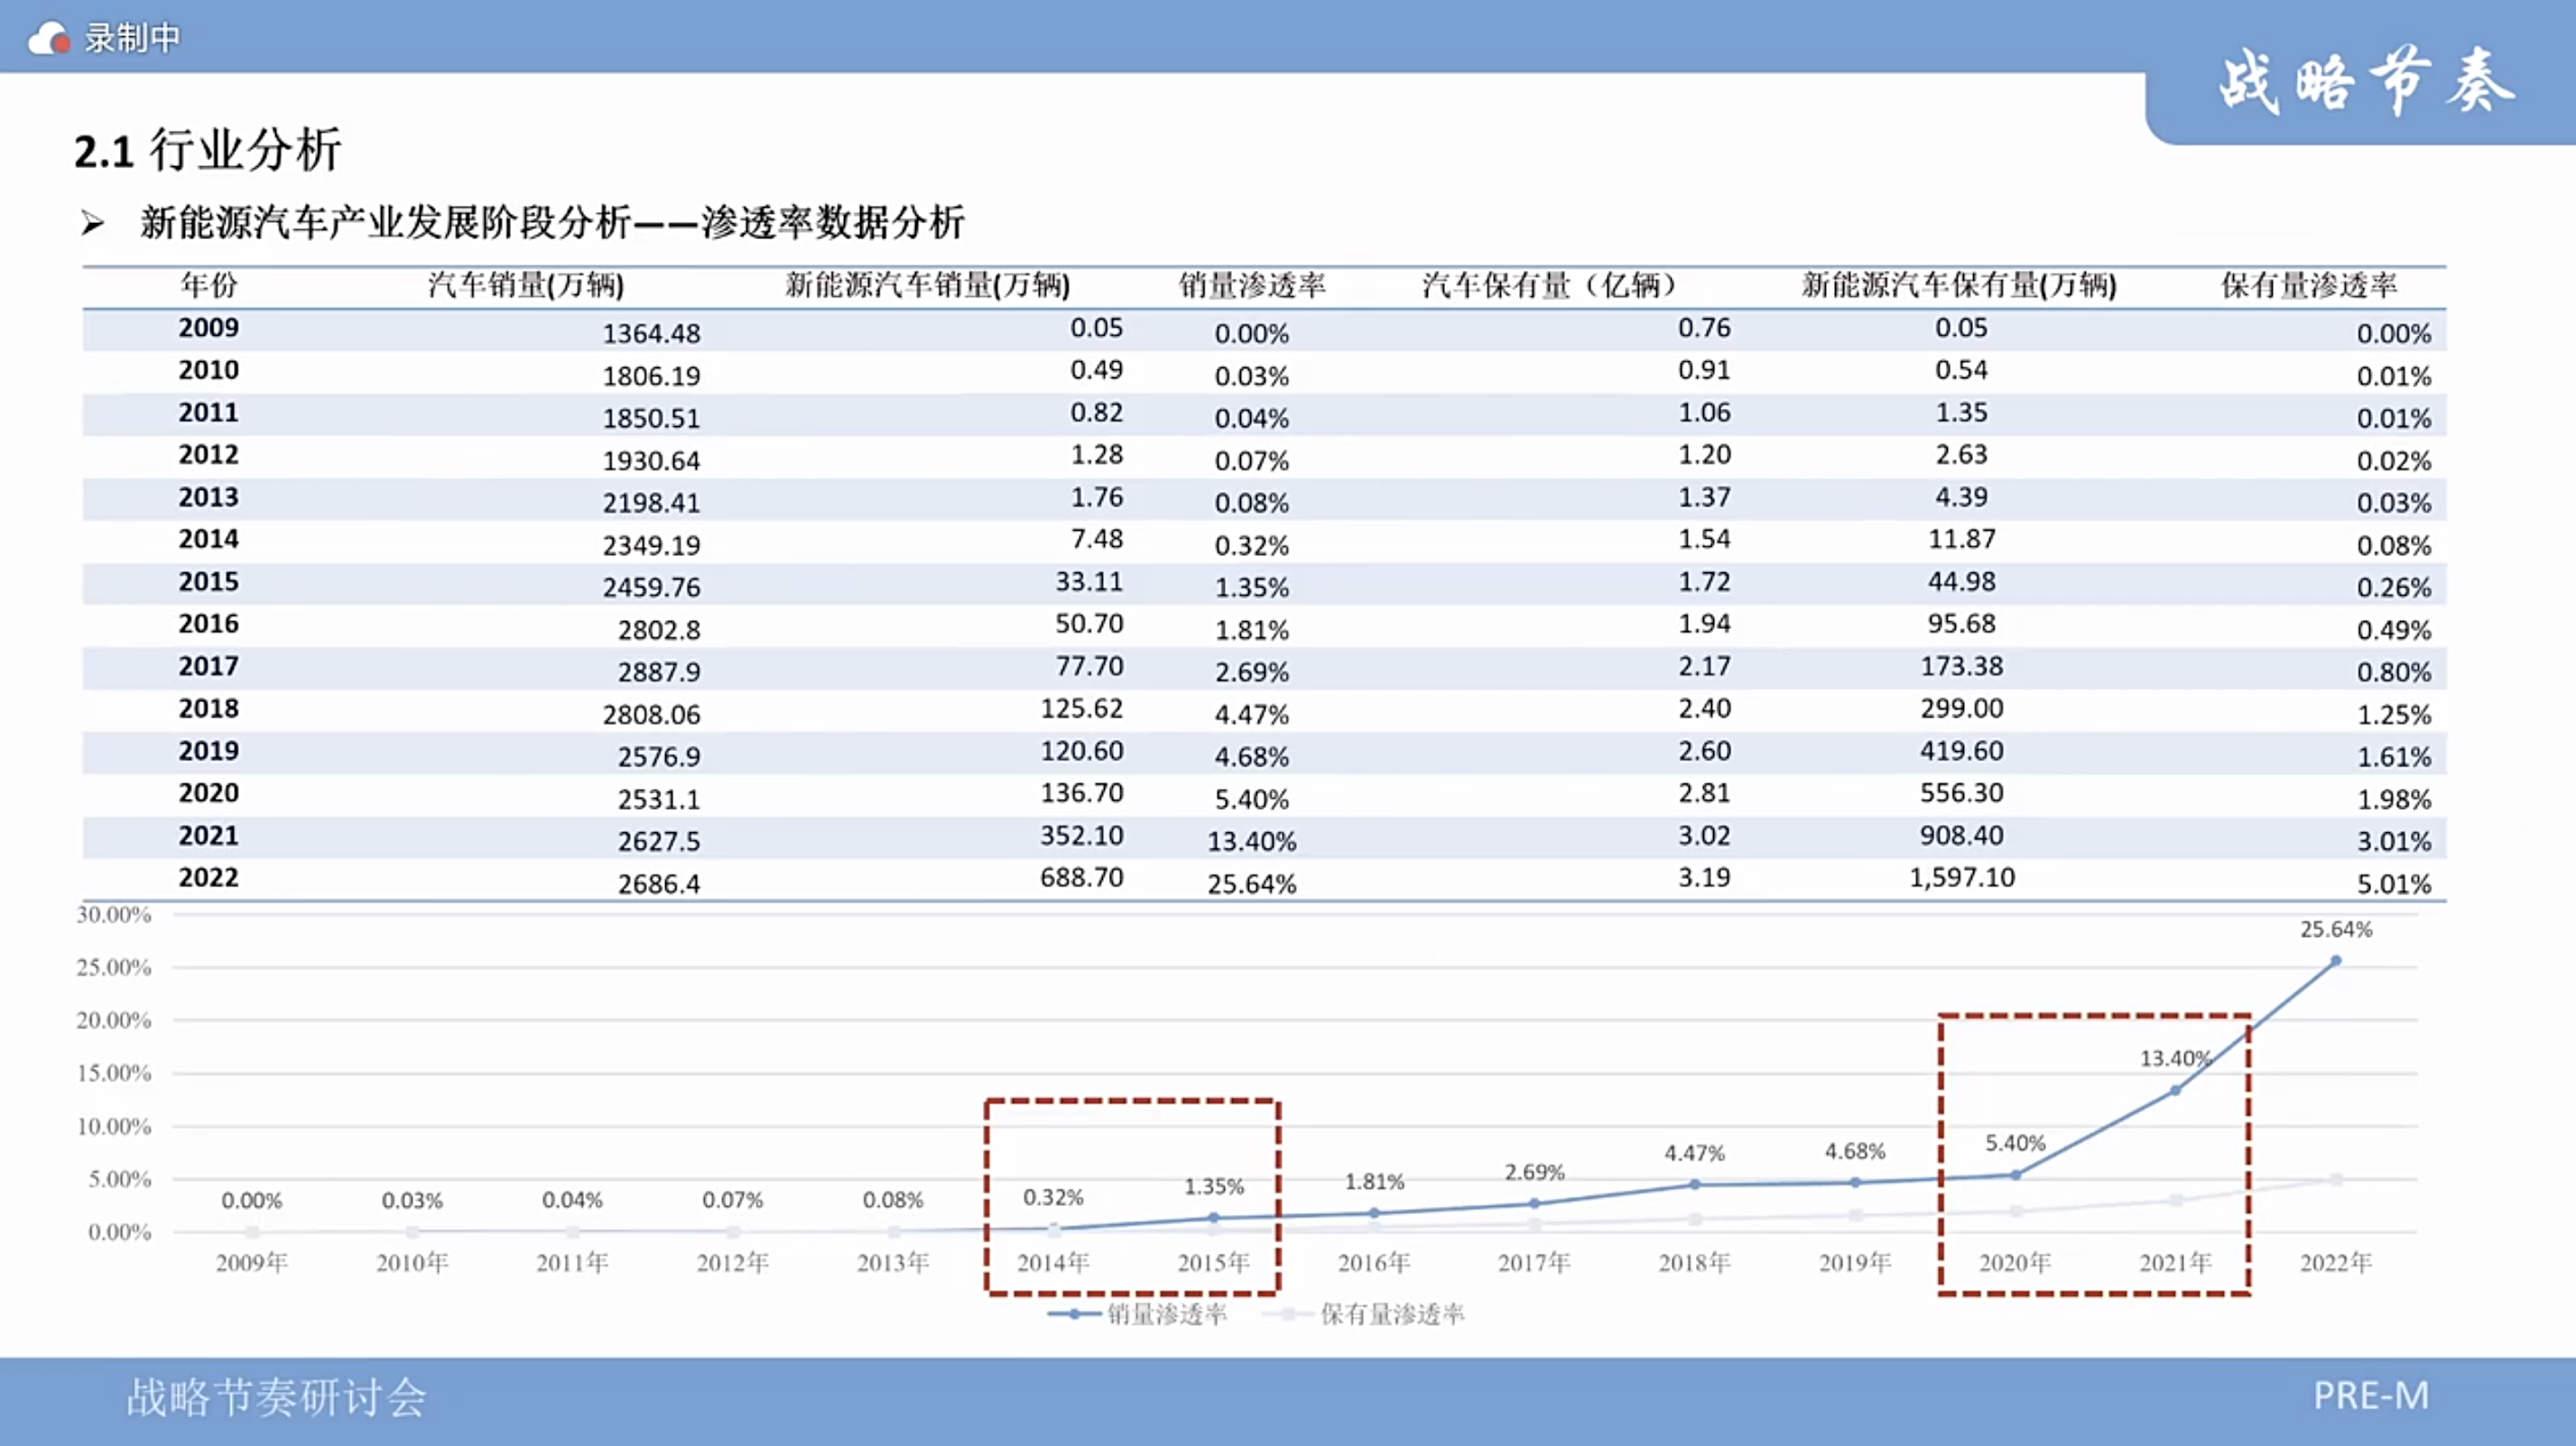 录制中
战略节奏
2.1 行业分析
➢ 新能源汽车产业发展阶段分析——渗透率数据分析
年份 汽车销量(万辆) 新能源汽车销量(万辆) 销量渗透率 汽车保有量（亿辆） 新能源汽车保有量(万辆) 保有量渗透率
2009 1364.48 0.05 0.00% 0.76 0.05 0.00%
2010 1806.19 0.49 0.03% 0.91 0.54 0.01%
2011 1850.51 0.82 0.04% 1.06 1.35 0.01%
2012 1930.64 1.28 0.07% 1.20 2.63 0.02%
2013 2198.41 1.76 0.08% 1.37 4.39 0.03%
2014 2349.19 7.48 0.32% 1.54 11.87 0.08%
2015 2459.76 33.11 1.35% 1.72 44.98 0.26%
2016 2802.8 50.70 1.81% 1.94 95.68 0.49%
2017 2887.9 77.70 2.69% 2.17 173.38 0.80%
2018 2808.06 125.62 4.47% 2.40 299.00 1.25%
2019 2576.9 120.60 4.68% 2.60 419.60 1.61%
2020 2531.1 136.70 5.40% 2.81 556.30 1.98%
2021 2627.5 352.10 13.40% 3.02 908.40 3.01%
2022 2686.4 688.70 25.64% 3.19 1,597.10 5.01%
30.00%
25.00%
20.00%
15.00%
10.00%
5.00%
0.00%
0.00% 0.03% 0.04% 0.07% 0.08% 0.32% 1.35% 1.81% 2.69% 4.47% 4.68% 5.40% 13.40% 25.64%
2009年 2010年 2011年 2012年 2013年 2014年 2015年 2016年 2017年 2018年 2019年 2020年 2021年 2022年
销量渗透率 保有量渗透率
战略节奏研讨会
PRE-M